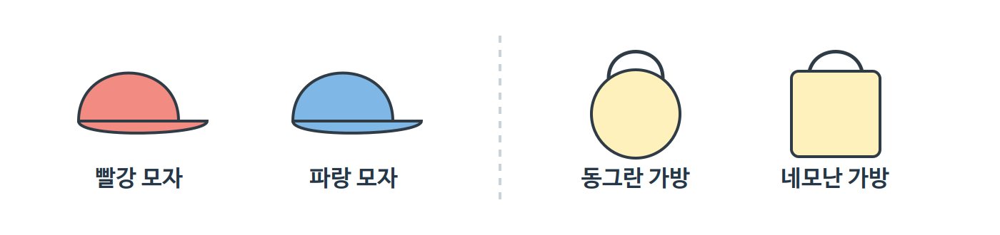 빨강 모자
파랑 모자
동그란 가방
네모난 가방